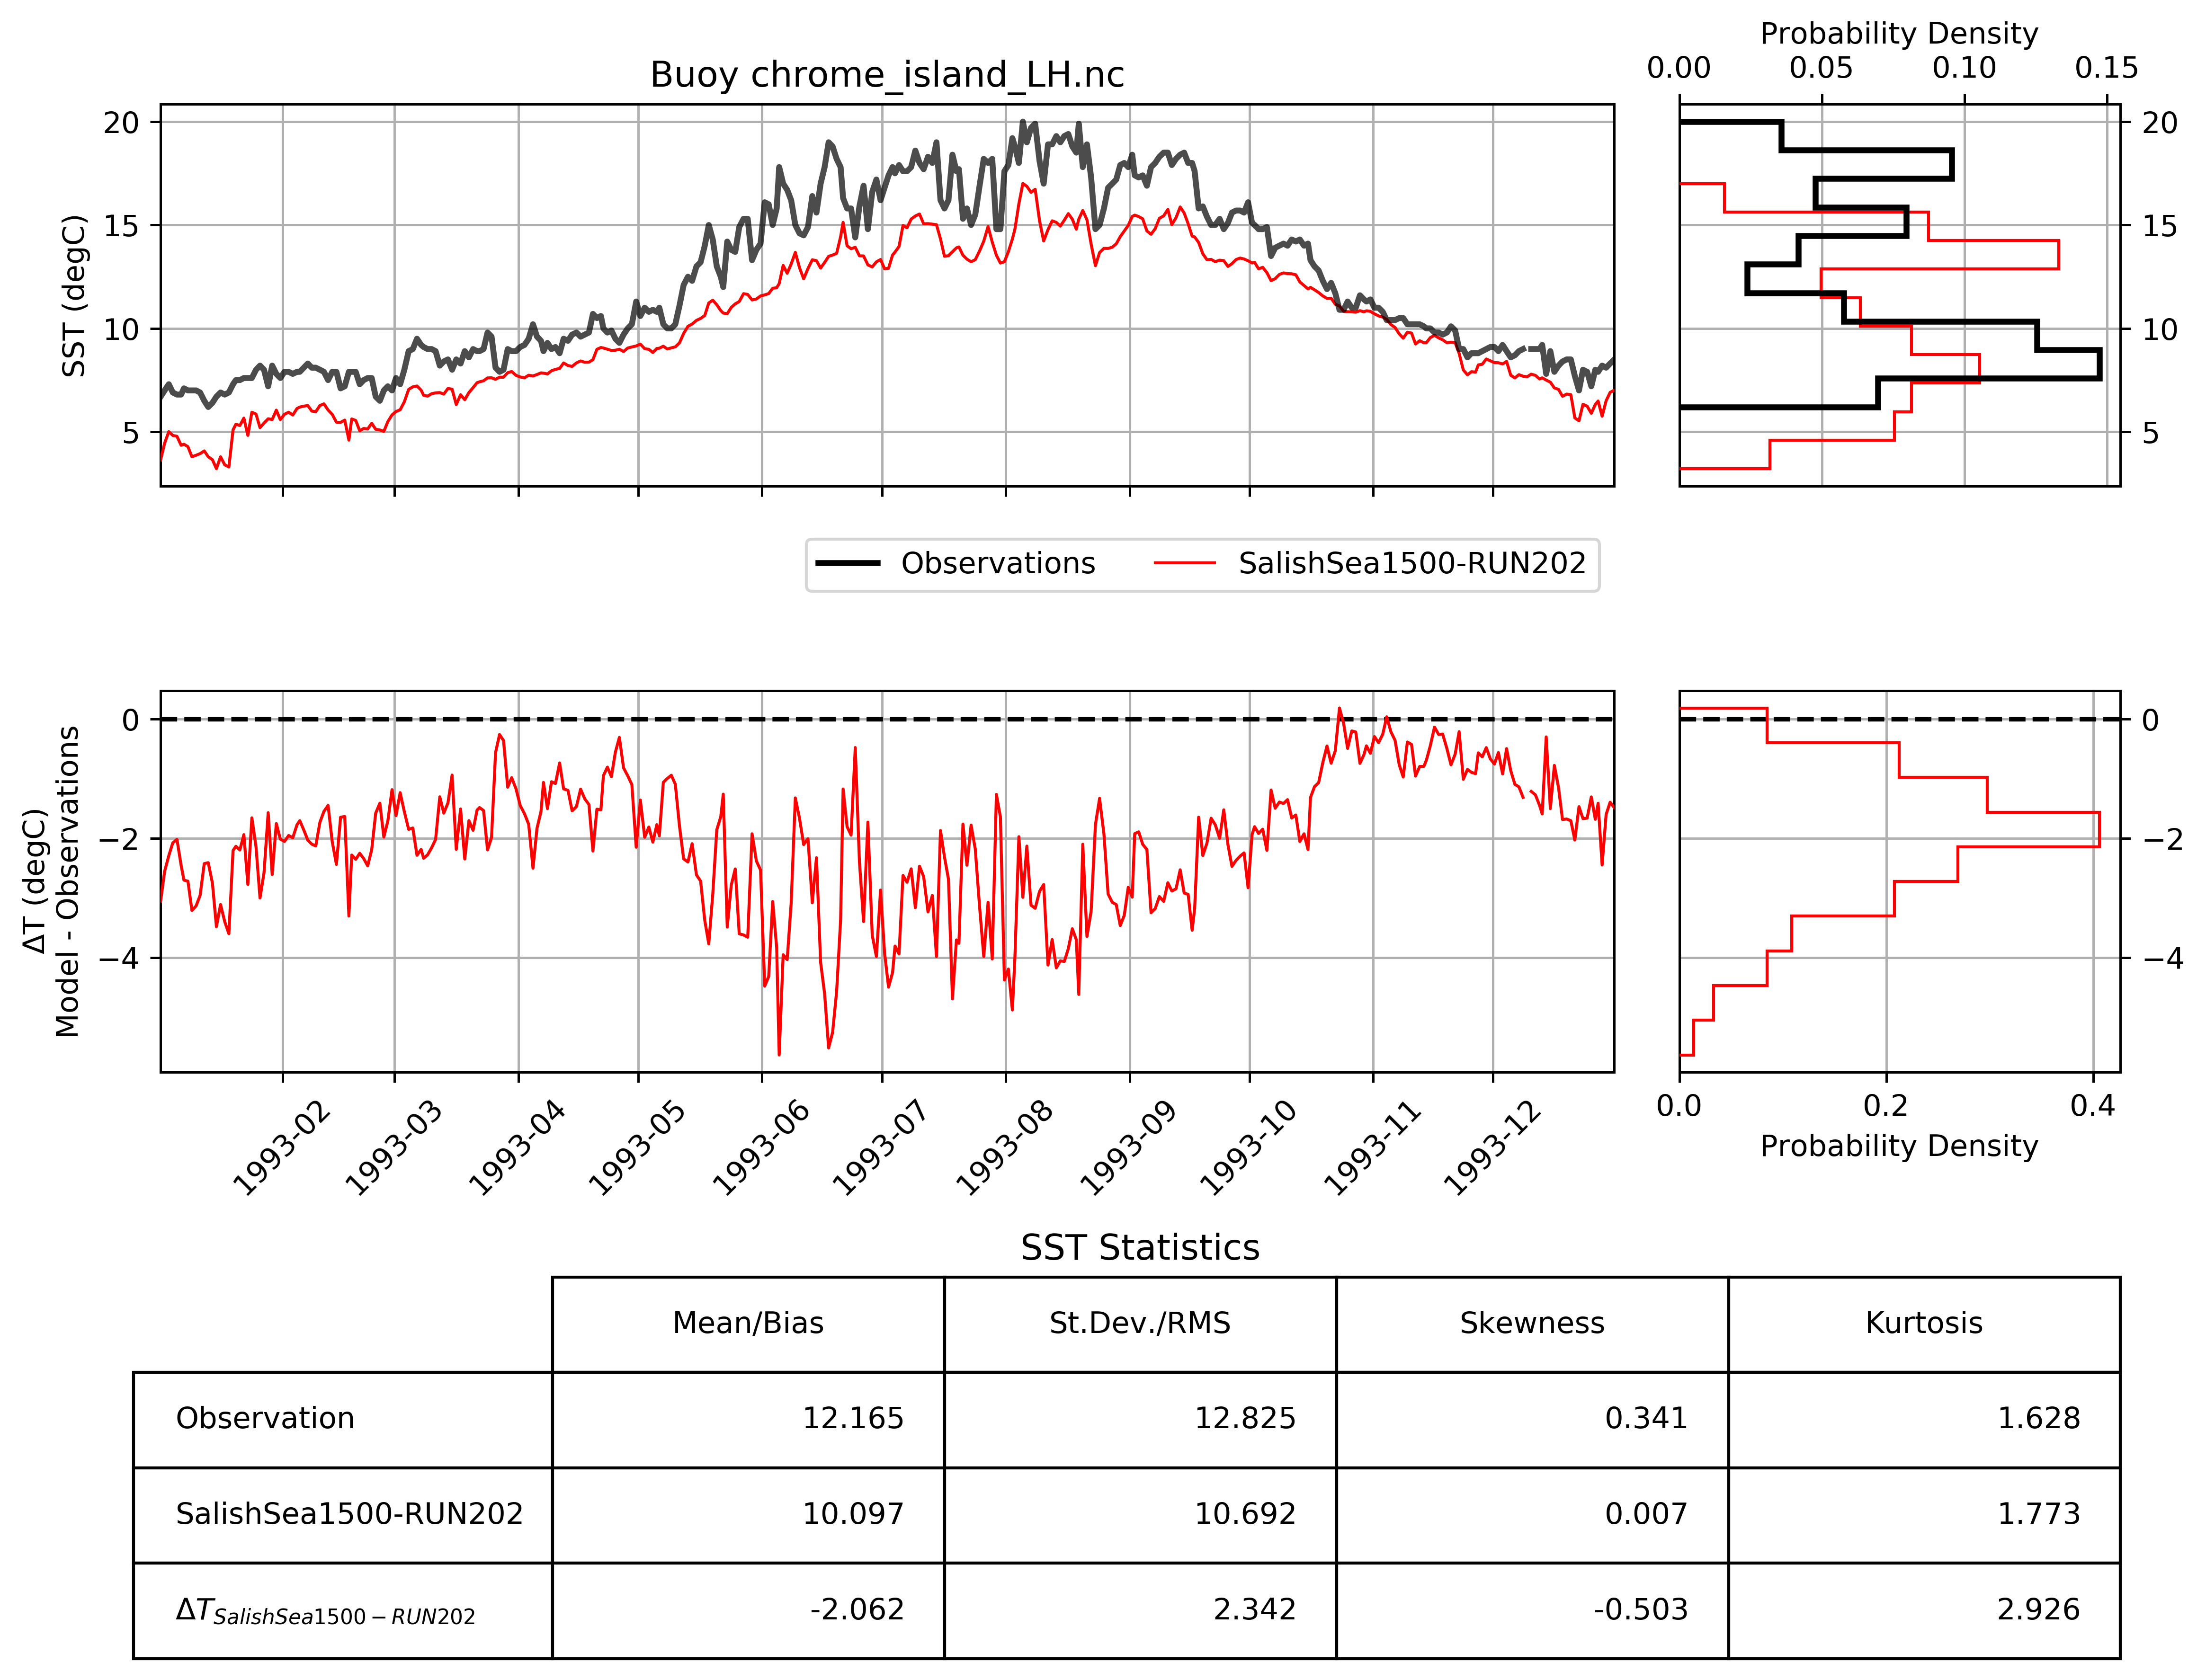 Probability Density
0.00 0.05 0.10 0.15
Buoy chrome_island_LH.nc
20
15
10
5
SST (degC)
20
15
10
5
Observations SalishSea1500-RUN202
0
−2
−4
ΔT (degC)
Model - Observations
0
−2
−4
1993-02 1993-03 1993-04 1993-05 1993-06 1993-07 1993-08 1993-09 1993-10 1993-11 1993-12
0.0 0.2 0.4
Probability Density
SST Statistics
Mean/Bias St.Dev./RMS Skewness Kurtosis
Observation 12.165 12.825 0.341 1.628
SalishSea1500-RUN202 10.097 10.692 0.007 1.773
ΔT SalishSea1500−RUN202 -2.062 2.342 -0.503 2.926